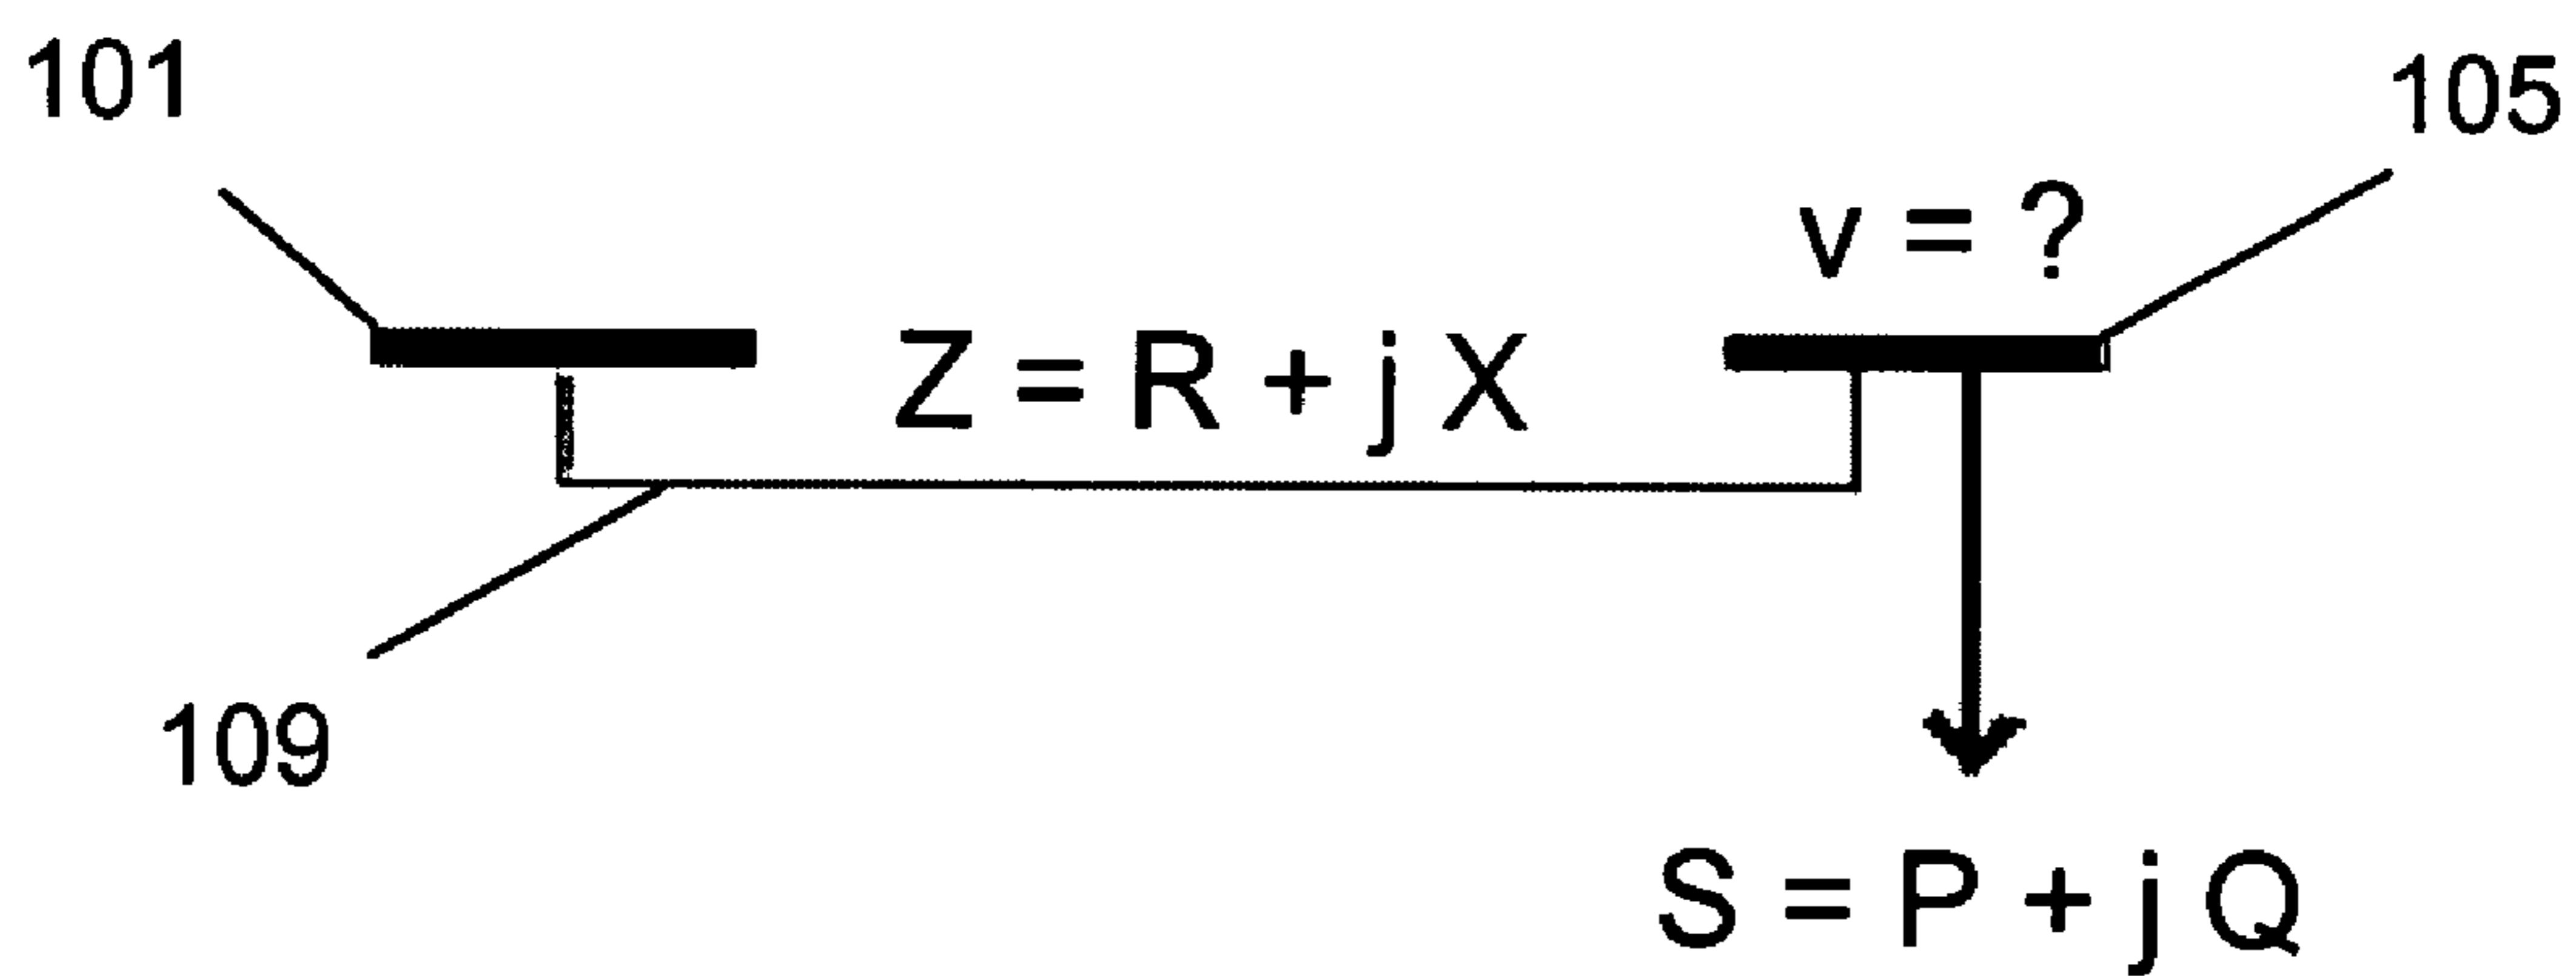 101
105
v = ?
Z = R + j X
109
S = P + j Q